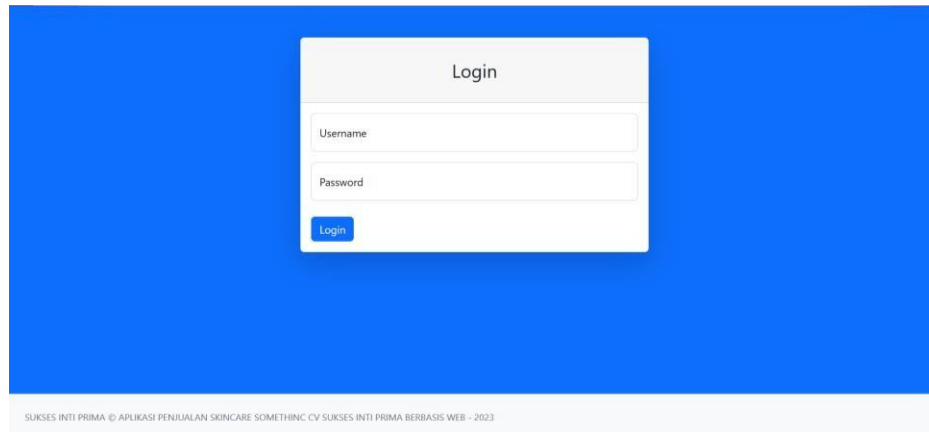 Login
Username
Password
Login
SUKSES INTI PRIMA © APLIKASI PENJUALAN SKINCARE SOMETHINC CV SUKSES INTI PRIMA BERBASIS WEB - 2023